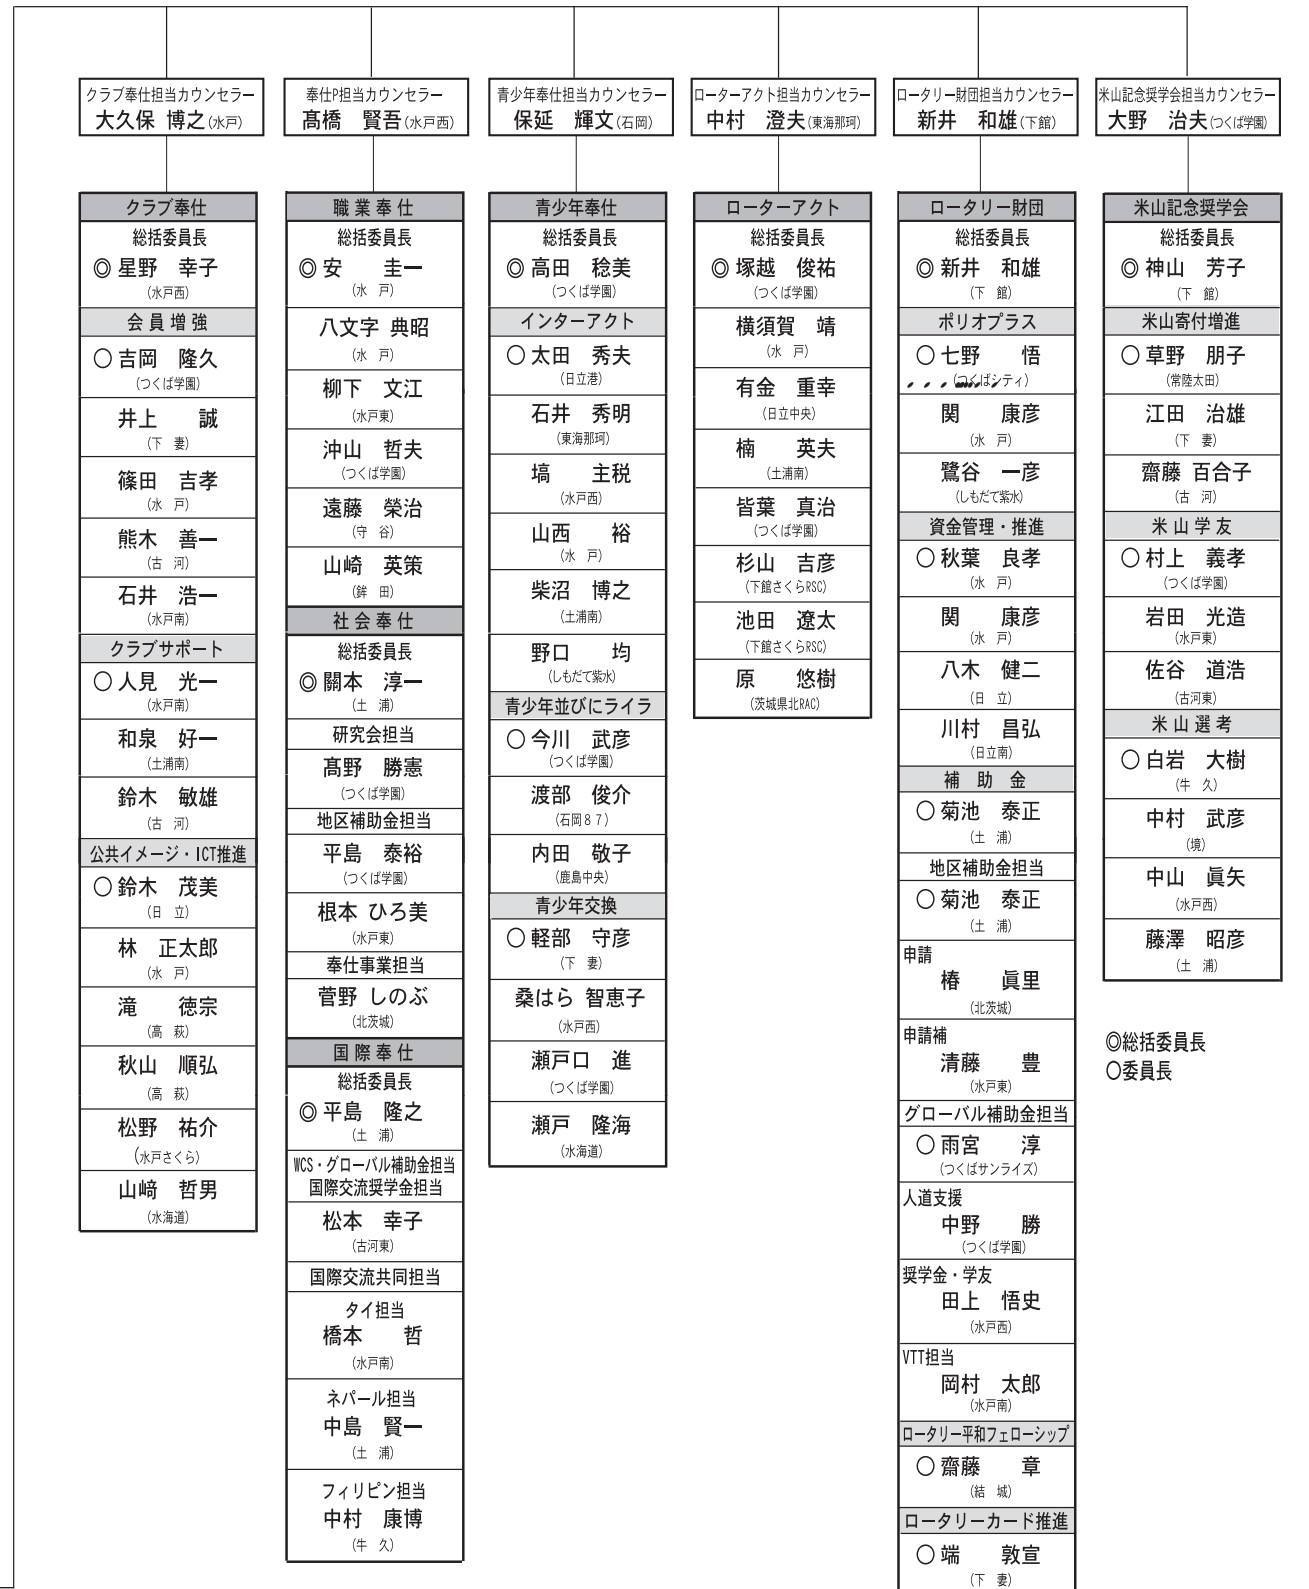 クラブ奉仕担当カウンセラー
大久保 博之(水戸)
クラブ奉仕
総括委員長
◎星野 幸子
(水戸西)
会員増強
○吉岡 隆久
(つくば学園)
井上 誠
(下 妻)
篠田 吉孝
(水 戸)
熊木 善一
(古 河)
石井 浩一
(水戸南)
クラブサポート
○人見 光一
(水戸南)
和泉 好一
(土浦南)
鈴木 敏雄
(古 河)
公共イメージ・ICT推進
○鈴木 茂美
(日 立)
林 正太郎
(水 戸)
滝 徳宗
(高 萩)
秋山 順弘
(高 萩)
松野 祐介
(水戸さくら)
山﨑 哲男
(水海道)
奉仕P担当カウンセラー
髙橋 賢吾(水戸西)
職業奉仕
総括委員長
◎安 圭一
(水 戸)
八文字 典昭
(水 戸)
柳下 文江
(水戸東)
沖山 哲夫
(つくば学園)
遠藤 榮治
(守 谷)
山崎 英策
(鉾 田)
社会奉仕
総括委員長
◎關本 淳一
(土 浦)
研究会担当
髙野 勝憲
(つくば学園)
地区補助金担当
平島 泰裕
(つくば学園)
根本 ひろ美
(水戸東)
奉仕事業担当
菅野 しのぶ
(北茨城)
国際奉仕
総括委員長
◎平島 隆之
(土 浦)
WCS・グローバル補助金担当
国際交流奨学金担当
松本 幸子
(古河東)
国際交流共同担当
タイ担当
橋本 哲
(水戸南)
ネパール担当
中島 賢一
(土 浦)
フィリピン担当
中村 康博
(牛 久)
青少年奉仕担当カウンセラー
保延 輝文(石岡)
青少年奉仕
総括委員長
◎高田 稔美
(つくば学園)
インターアクト
○太田 秀夫
(日立港)
石井 秀明
(東海那珂)
塙 主税
(水戸西)
山西 裕
(水 戸)
柴沼 博之
(土浦南)
野口 均
(しもだて紫水)
青少年並びにライラ
○今川 武彦
(つくば学園)
渡部 俊介
(石岡87)
内田 敬子
(鹿島中央)
青少年交換
○軽部 守彦
(下 妻)
桑はら 智恵子
(水戸西)
瀬戸口 進
(つくば学園)
瀬戸 隆海
(水海道)
ローターアクト担当カウンセラー
中村 澄夫(東海那珂)
ローターアクト
総括委員長
◎塚越 俊祐
(つくば学園)
横須賀 靖
(水 戸)
有金 重幸
(日立中央)
楠 英夫
(土浦南)
皆葉 真治
(つくば学園)
杉山 吉彦
(下館さくらRSC)
池田 遼太
(下館さくらRSC)
原 悠樹
(茨城県北RAC)
ロータリー財団担当カウンセラー
新井 和雄(下館)
ロータリー財団
総括委員長
◎新井 和雄
(下 館)
ポリオプラス
○七野 悟
(つくばシティ)
関 康彦
(水 戸)
鷺谷 一彦
(しもだて紫水)
資金管理・推進
○秋葉 良孝
(水 戸)
関 康彦
(水 戸)
八木 健二
(日 立)
川村 昌弘
(日立南)
補助金
○菊池 泰正
(土 浦)
地区補助金担当
○菊池 泰正
(土 浦)
申請
椿 眞里
(北茨城)
申請補
清藤 豊
(水戸東)
グローバル補助金担当
○雨宮 淳
(つくばサンライズ)
人道支援
中野 勝
(つくば学園)
奨学金・学友
田上 悟史
(水戸西)
VTT担当
岡村 太郎
(水戸南)
ロータリー平和フェローシップ
○齋藤 章
(結 城)
ロータリーカード推進
○端 敦宣
(下 妻)
米山記念奨学会担当カウンセラー
大野 治夫(つくば学園)
米山記念奨学会
総括委員長
◎神山 芳子
(下 館)
米山寄付増進
○草野 朋子
(常陸太田)
江田 治雄
(下 妻)
齋藤 百合子
(古 河)
米山学友
○村上 義孝
(つくば学園)
岩田 光造
(水戸東)
佐谷 道浩
(古河東)
米山選考
○白岩 大樹
(牛 久)
中村 武彦
(境)
中山 眞矢
(水戸西)
藤澤 昭彦
(土 浦)
◎総括委員長
○委員長